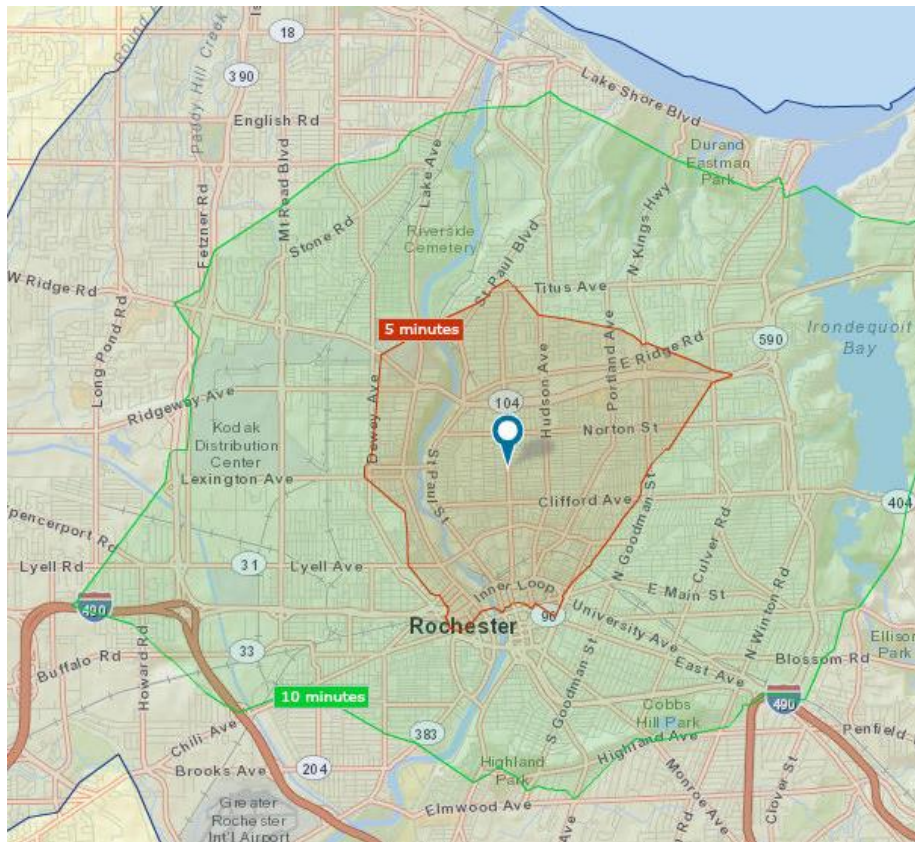 Round
Paddy Hill Creek
18
390
Lake Shore Blvd
English Rd
Durand
Eastman
Park
Mt Read Blvd
Lake Ave
Fetzner Rd
Stone Rd
Riverside
Cemetery
St Paul Blvd
N Kings Hwy
W Ridge Rd
Titus Ave
5 minutes
Long Pond Rd
Irondequoit
Bay
590
E Ridge Rd
Portland Ave
Hudson Ave
Ridgeway Ave
Dewey Ave
104
Kodak
Distribution
Center
Norton St
Lexington Ave
St Paul St
Clifford Ave
404
Spencerport Rd
N Goodman St
Culver Rd
Lyell Rd
31
Lyell Ave
Inner Loop
E Main St
490
96
University Ave
N Winton Rd
Rochester
Howard Rd
33
Buffalo Rd
East Ave
Blossom Rd
Ellison
Park
10 minutes
S Goodman St
Cobbs
Hill Park
490
Chili Ave
383
Highland Ave
Penfield
Brooks Ave
204
Highland
Park
Monroe Ave
Clover St
Elmwood Ave
Greater
Rochester
Int'l Airport
Ave
Rd